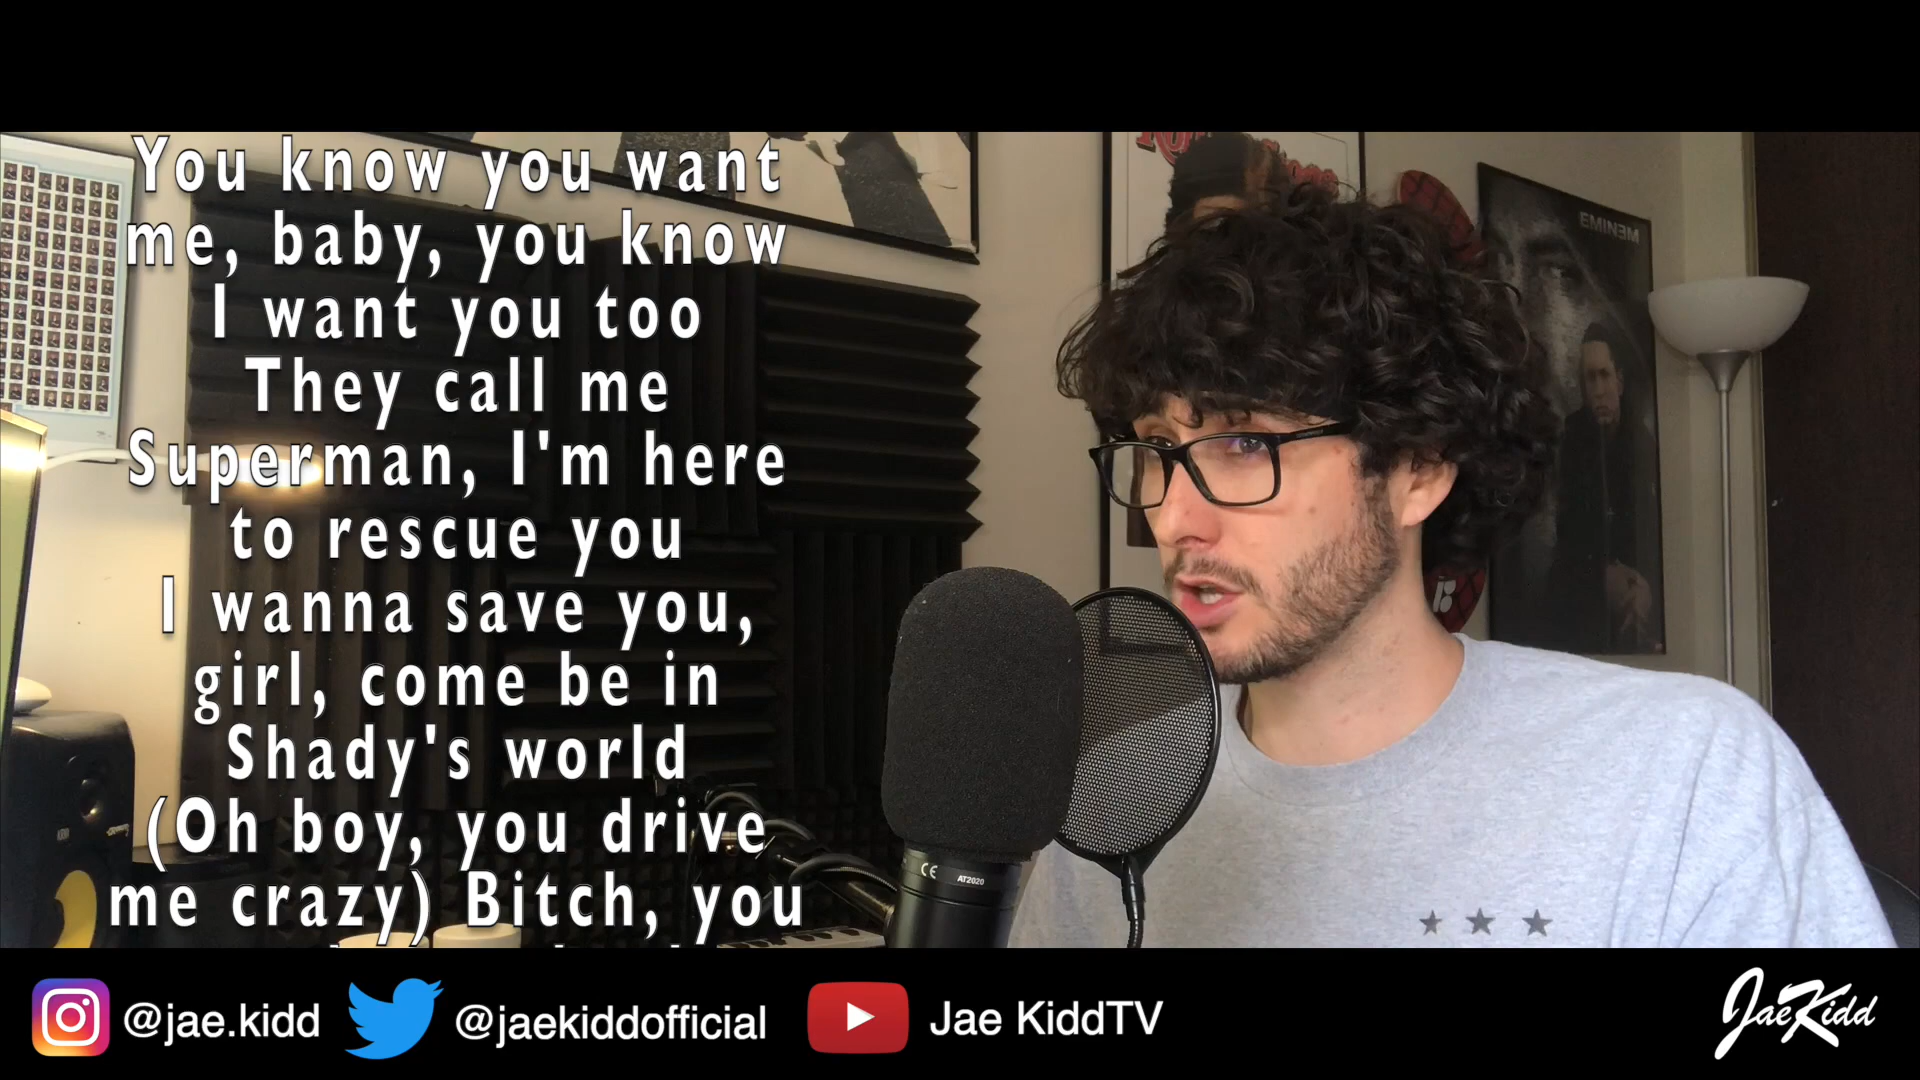 You know you want
me, baby, you know
I want you too
They call me
Superman, I'm here
to rescue you
I wanna save you,
girl, come be in
Shady's world
(Oh boy, you drive
me crazy) Bitch, you
EMINƎM
CE AT2020
@jae.kidd
@jaekiddofficial
Jae KiddTV
JaeKidd